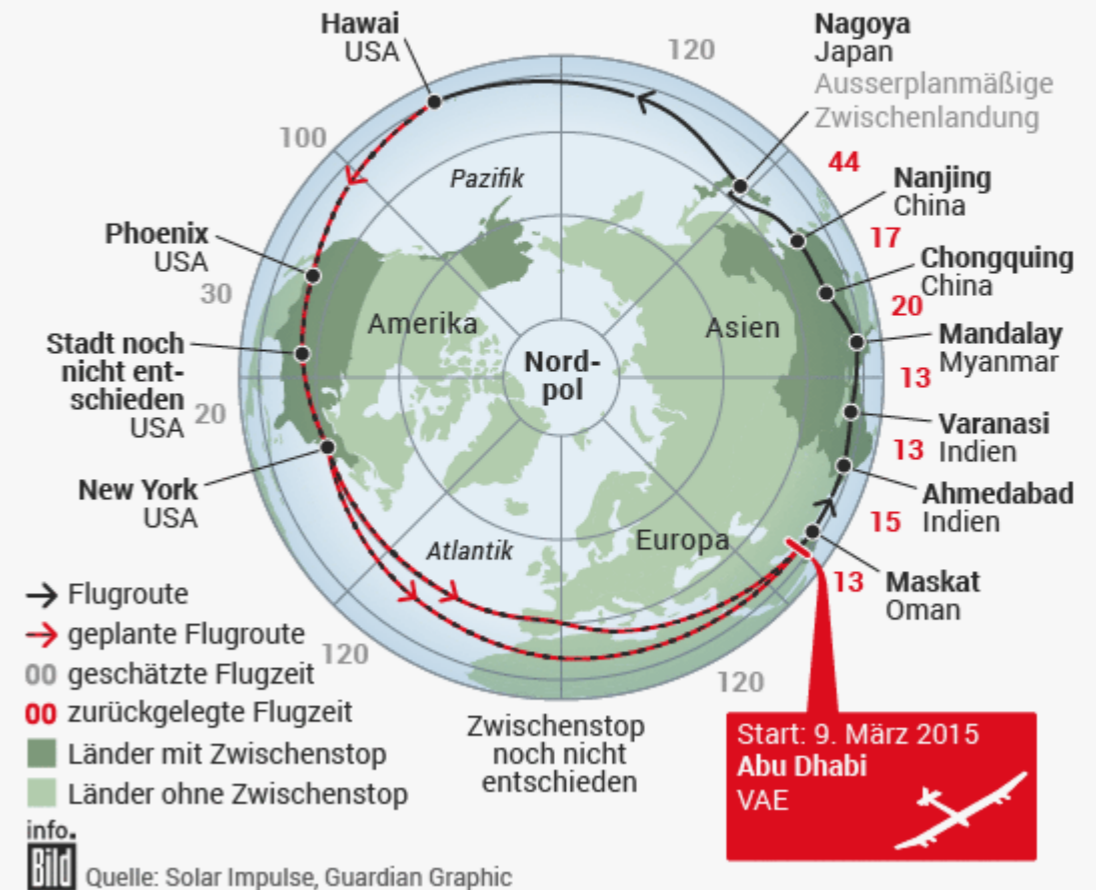 Hawai
USA
120
Nagoya
Japan
Ausserplanmäßige
Zwischenlandung
100
44
Pazifik
Nanjing
China
17
Phoenix
USA
Chongquing
China
30
20
Amerika
Asien
Stadt noch
nicht ent-
schieden
USA
Mandalay
Myanmar
Nord-
pol
13
20
Varanasi
Indien
13
New York
USA
Ahmedabad
Indien
15
Atlantik
Europa
13
Maskat
Oman
Flugroute
geplante Flugroute
00 geschätzte Flugzeit
00 zurückgelegte Flugzeit
Länder mit Zwischenstop
Länder ohne Zwischenstop
120
120
Zwischenstop
noch nicht
entschieden
Start: 9. März 2015
Abu Dhabi
VAE
info.
Bild
Quelle: Solar Impulse, Guardian Graphic